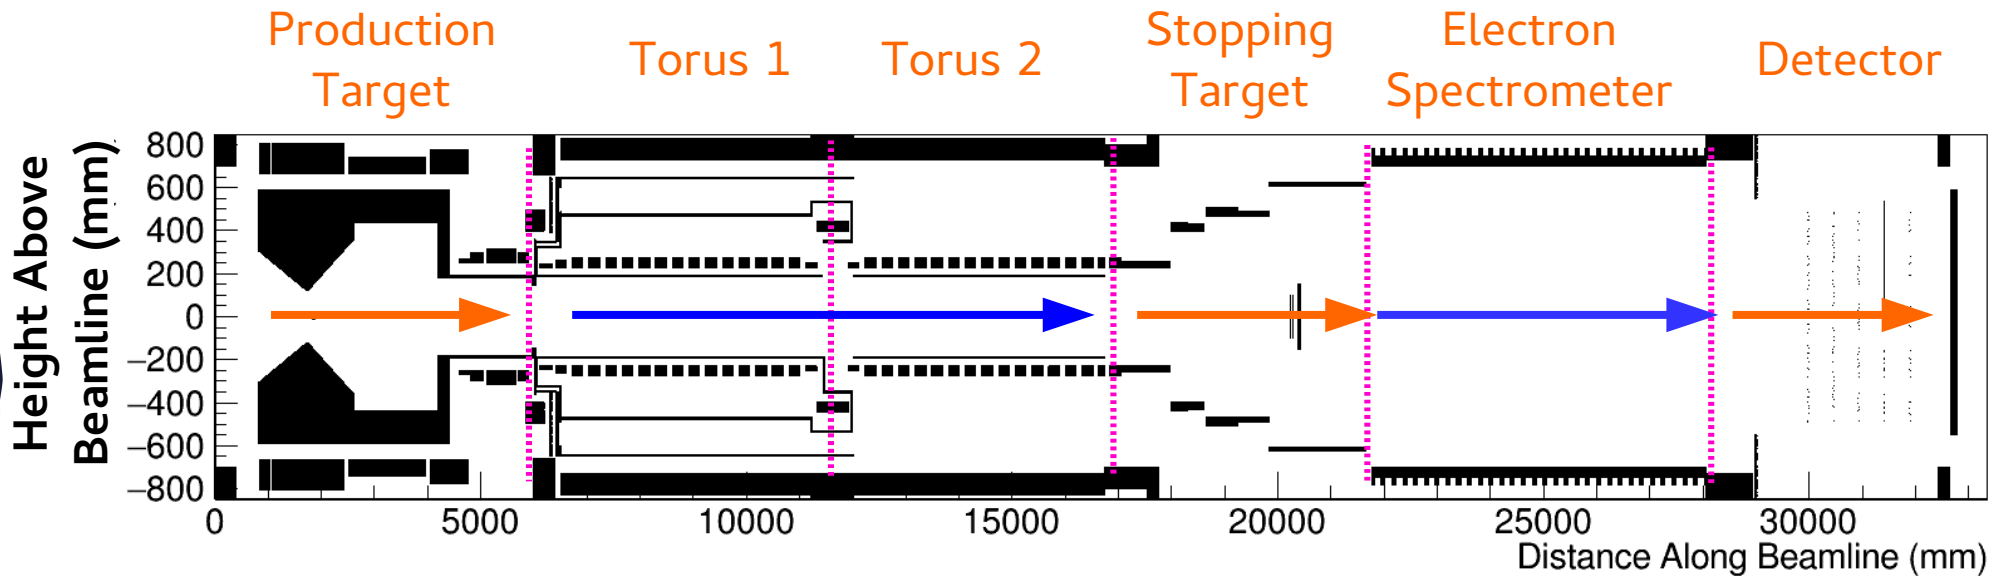 Production
Target
Torus 1
Torus 2
Stopping
Target
Electron
Spectrometer
Detector
Height Above
Beamline (mm)
800
600
400
200
0
−200
−400
−600
−800
0
5000
10000
15000
20000
25000
30000
Distance Along Beamline (mm)